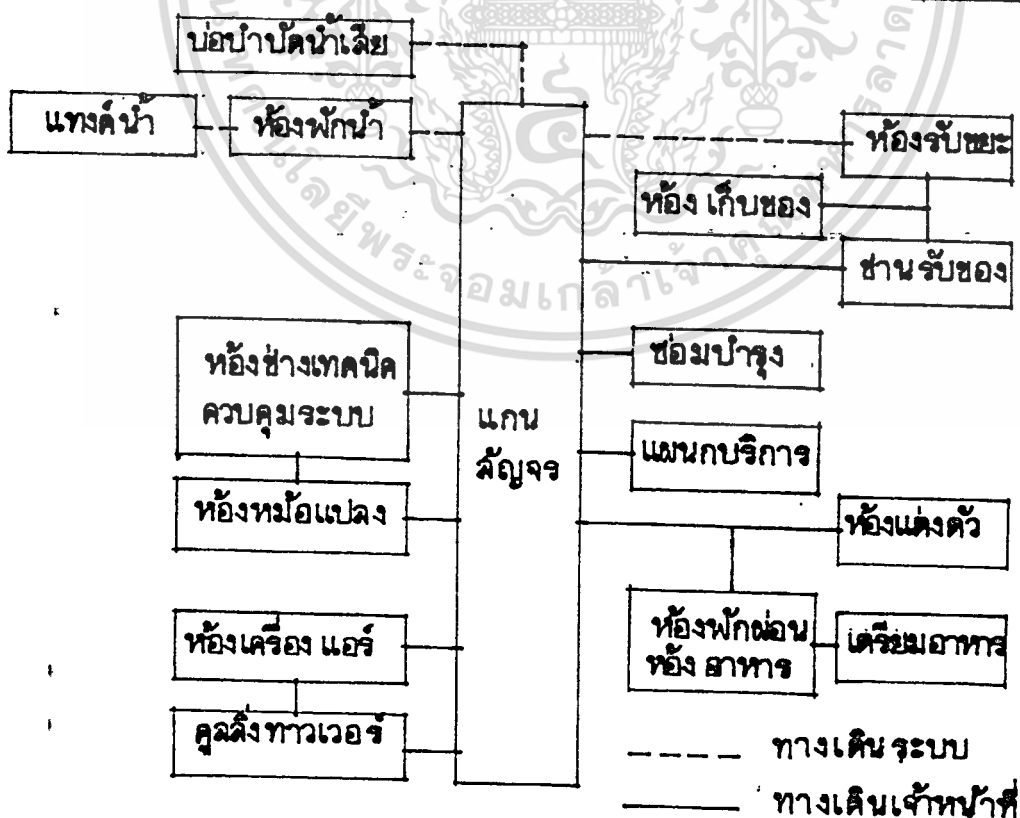 บ่อบำบัดน้ำเสีย
แทงค์น้ำ
ห้องพักน้ำ
ห้องรับขยะ
ห้อง เก็บของ
ชานรับของ
ห้องช่างเทคนิค
ควบคุมระบบ
ซ่อมบำรุง
แกน
สัญจร
แผนกบริการ
ห้องหม้อแปลง
ห้องแต่งตัว
ห้องเครื่อง แอร์
ห้องพักผ่อน
ห้อง อาหาร
เตรียมอาหาร
คูลลิ่งทาวเวอร์
ทางเดินระบบ
ทางเดินเจ้าหน้าที่